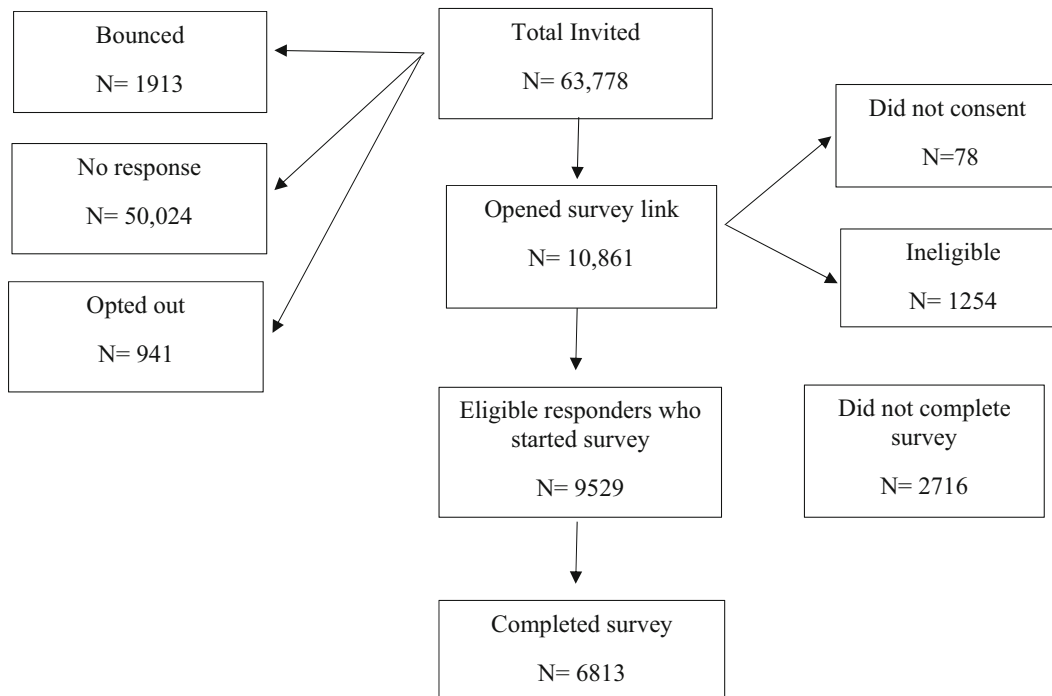 Bounced
N= 1913
Total Invited
N= 63,778
Did not consent
N=78
No response
N= 50,024
Opened survey link
N= 10,861
Ineligible
N= 1254
Opted out
N= 941
Eligible responders who
started survey
N= 9529
Did not complete
survey
N= 2716
Completed survey
N= 6813